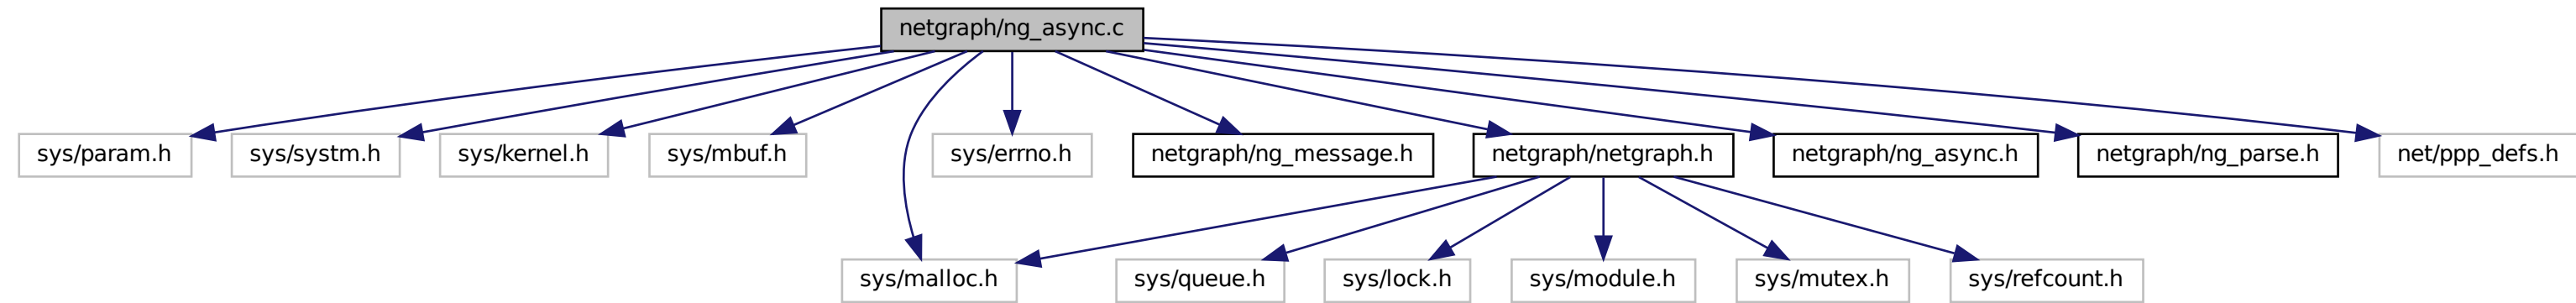 netgraph/ng_async.c
sys/param.h
sys/systm.h
sys/kernel.h
sys/mbuf.h
sys/errno.h
netgraph/ng_message.h
netgraph/netgraph.h
netgraph/ng_async.h
netgraph/ng_parse.h
net/ppp_defs.h
sys/malloc.h
sys/queue.h
sys/lock.h
sys/module.h
sys/mutex.h
sys/refcount.h